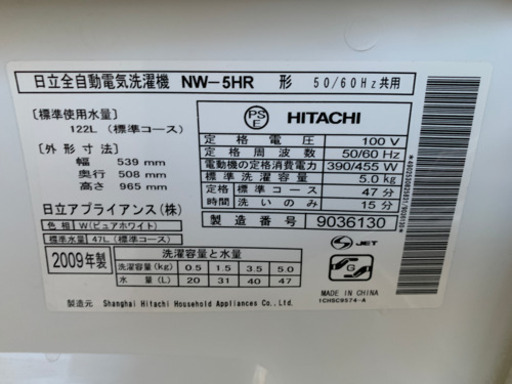 日立全自動電気洗濯機 NW-5HR 形 50/60Hz共用
〔標準使用水量〕
122L (標準コース)
〔外形寸法〕
幅 539 mm
奥行 508 mm
高さ 965 mm
日立アプライアンス(株)
色相 W(ピュアホワイト)
標準水量 47L(標準コース)
PS
E
HITACHI
定格電圧 100 V
定格周波数 50/60 Hz
電動機の定格消費電力 390/455 W
標準洗濯容量 5.0kg
定格 標準コース 47分
時間 洗いのみ 15分
製造番号 9036130
2009年製
洗濯容量と水量
洗濯容量(kg) 0.5 1.5 3.5 5.0
水量(L) 20 31 40 47
JET
G
製造元 Shanghai Hitachi Household Appliances Co., Ltd.
MADE IN CHINA
1CHSC9574-A